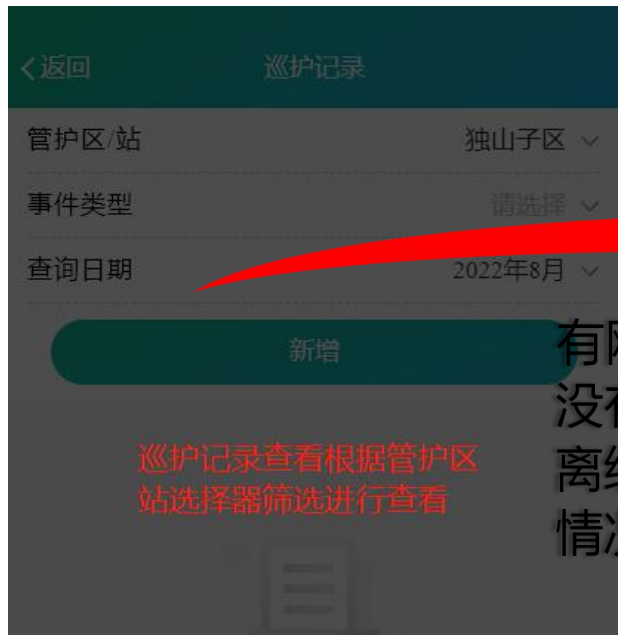 返回 巡护记录
管护区/站 独山子区
事件类型 请选择
查询日期 2022年8月
新增
有
没
巡护记录查看根据管护区
站选择器筛选进行查看
离
情